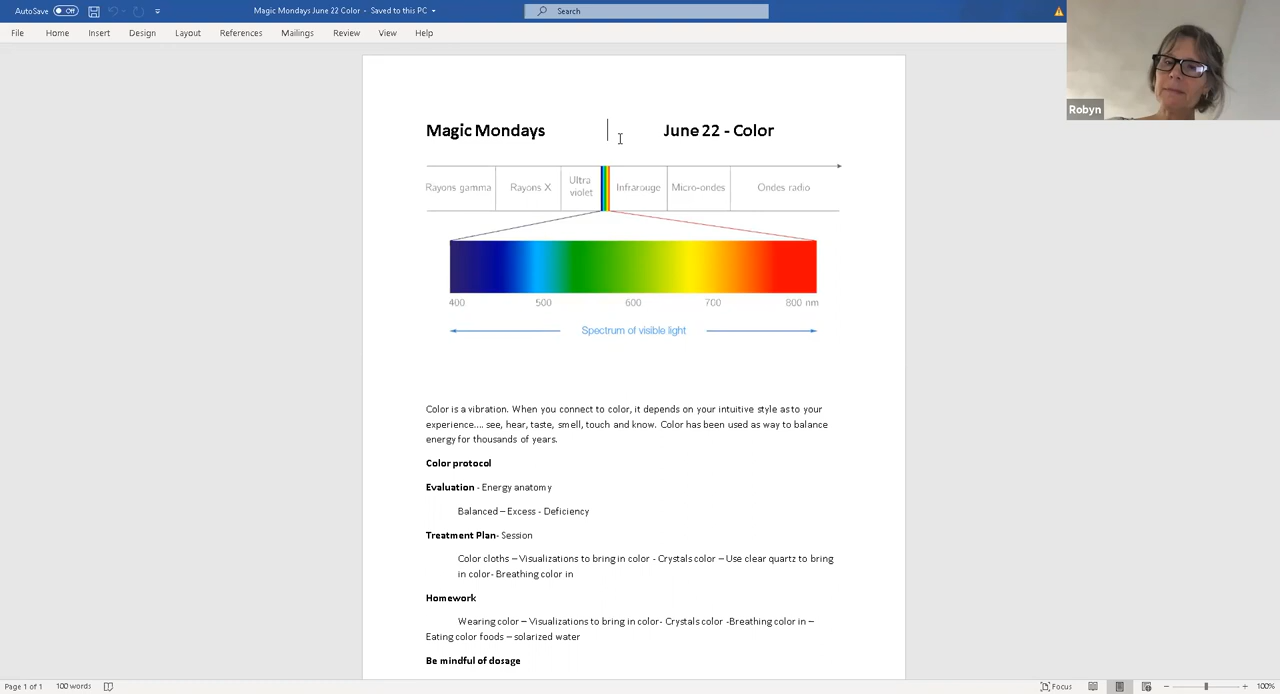 AutoSave Off Magic Mondays June 22 Color - Saved to this PC Search
File Home Insert Design Layout References Mailings Review View Help
Robyn
Magic Mondays June 22 - Color
Rayons gamma Rayons X Ultra violet Infrarouge Micro-ondes Ondes radio
400 500 600 700 800 nm
Spectrum of visible light
Color is a vibration. When you connect to color, it depends on your intuitive style as to your
experience.... see, hear, taste, smell, touch and know. Color has been used as way to balance
energy for thousands of years.
Color protocol
Evaluation - Energy anatomy
Balanced – Excess - Deficiency
Treatment Plan- Session
Color cloths – Visualizations to bring in color - Crystals color – Use clear quartz to bring
in color- Breathing color in
Homework
Wearing color – Visualizations to bring in color- Crystals color -Breathing color in –
Eating color foods – solarized water
Be mindful of dosage
Page 1 of 1 100 words Focus 100%